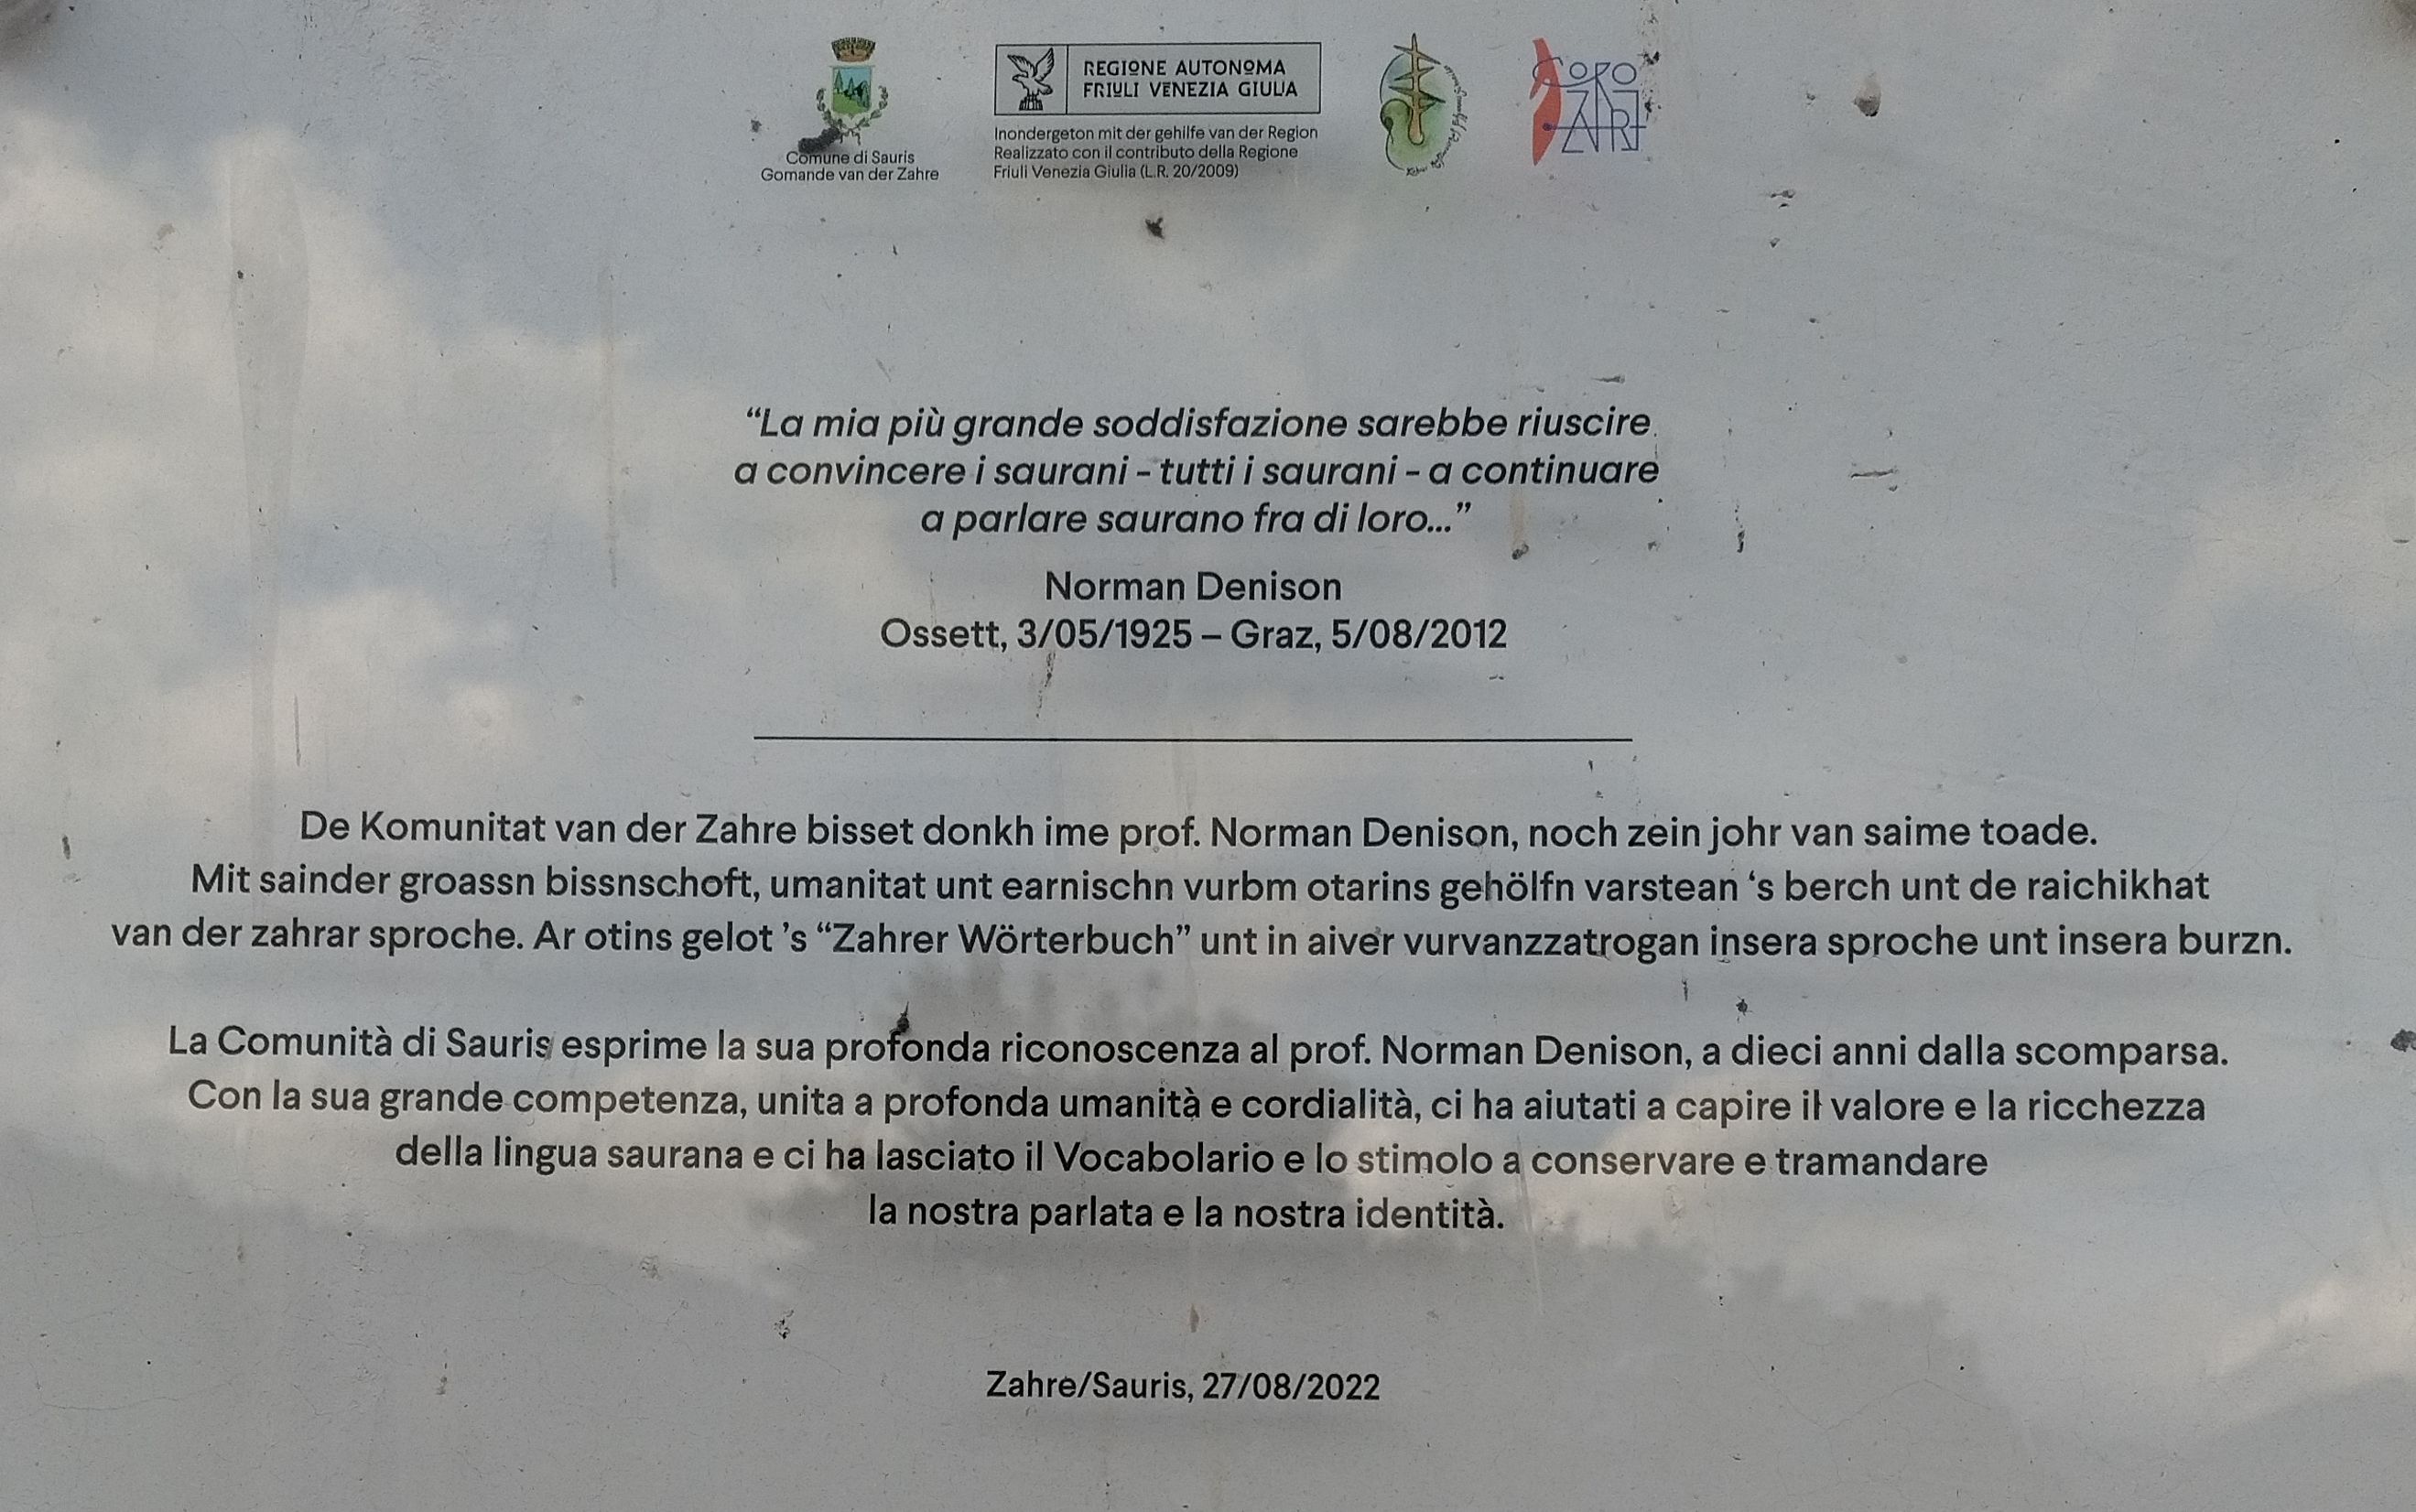 Comune di Sauris
Gomande van der Zahre
REGIONE AUTONOMA
FRIULI VENEZIA GIULIA
Inondergeton mit der gehilfe van der Region
Realizzato con il contributo della Regione
Friuli Venezia Giulia (L.R. 20/2009)
CORO
ZAHRE
“La mia più grande soddisfazione sarebbe riuscire
a convincere i saurani - tutti i saurani - a continuare
a parlare saurano fra di loro...”
Norman Denison
Ossett, 3/05/1925 – Graz, 5/08/2012
De Komunitat van der Zahre bisset donkh ime prof. Norman Denison, noch zein johr van saime toade.
Mit sainder groassn bissnschoft, umanitat unt earnischn vurbm otarins gehölfn varstean ‘s berch unt de raichikhat
van der zahrar sproche. Ar otins gelot ’s “Zahrer Wörterbuch” unt in aiver vurvanzzatrogan insera sproche unt insera burzn.
La Comunità di Sauris esprime la sua profonda riconoscenza al prof. Norman Denison, a dieci anni dalla scomparsa.
Con la sua grande competenza, unita a profonda umanità e cordialità, ci ha aiutati a capire il valore e la ricchezza
della lingua saurana e ci ha lasciato il Vocabolario e lo stimolo a conservare e tramandare
la nostra parlata e la nostra identità.
Zahre/Sauris, 27/08/2022